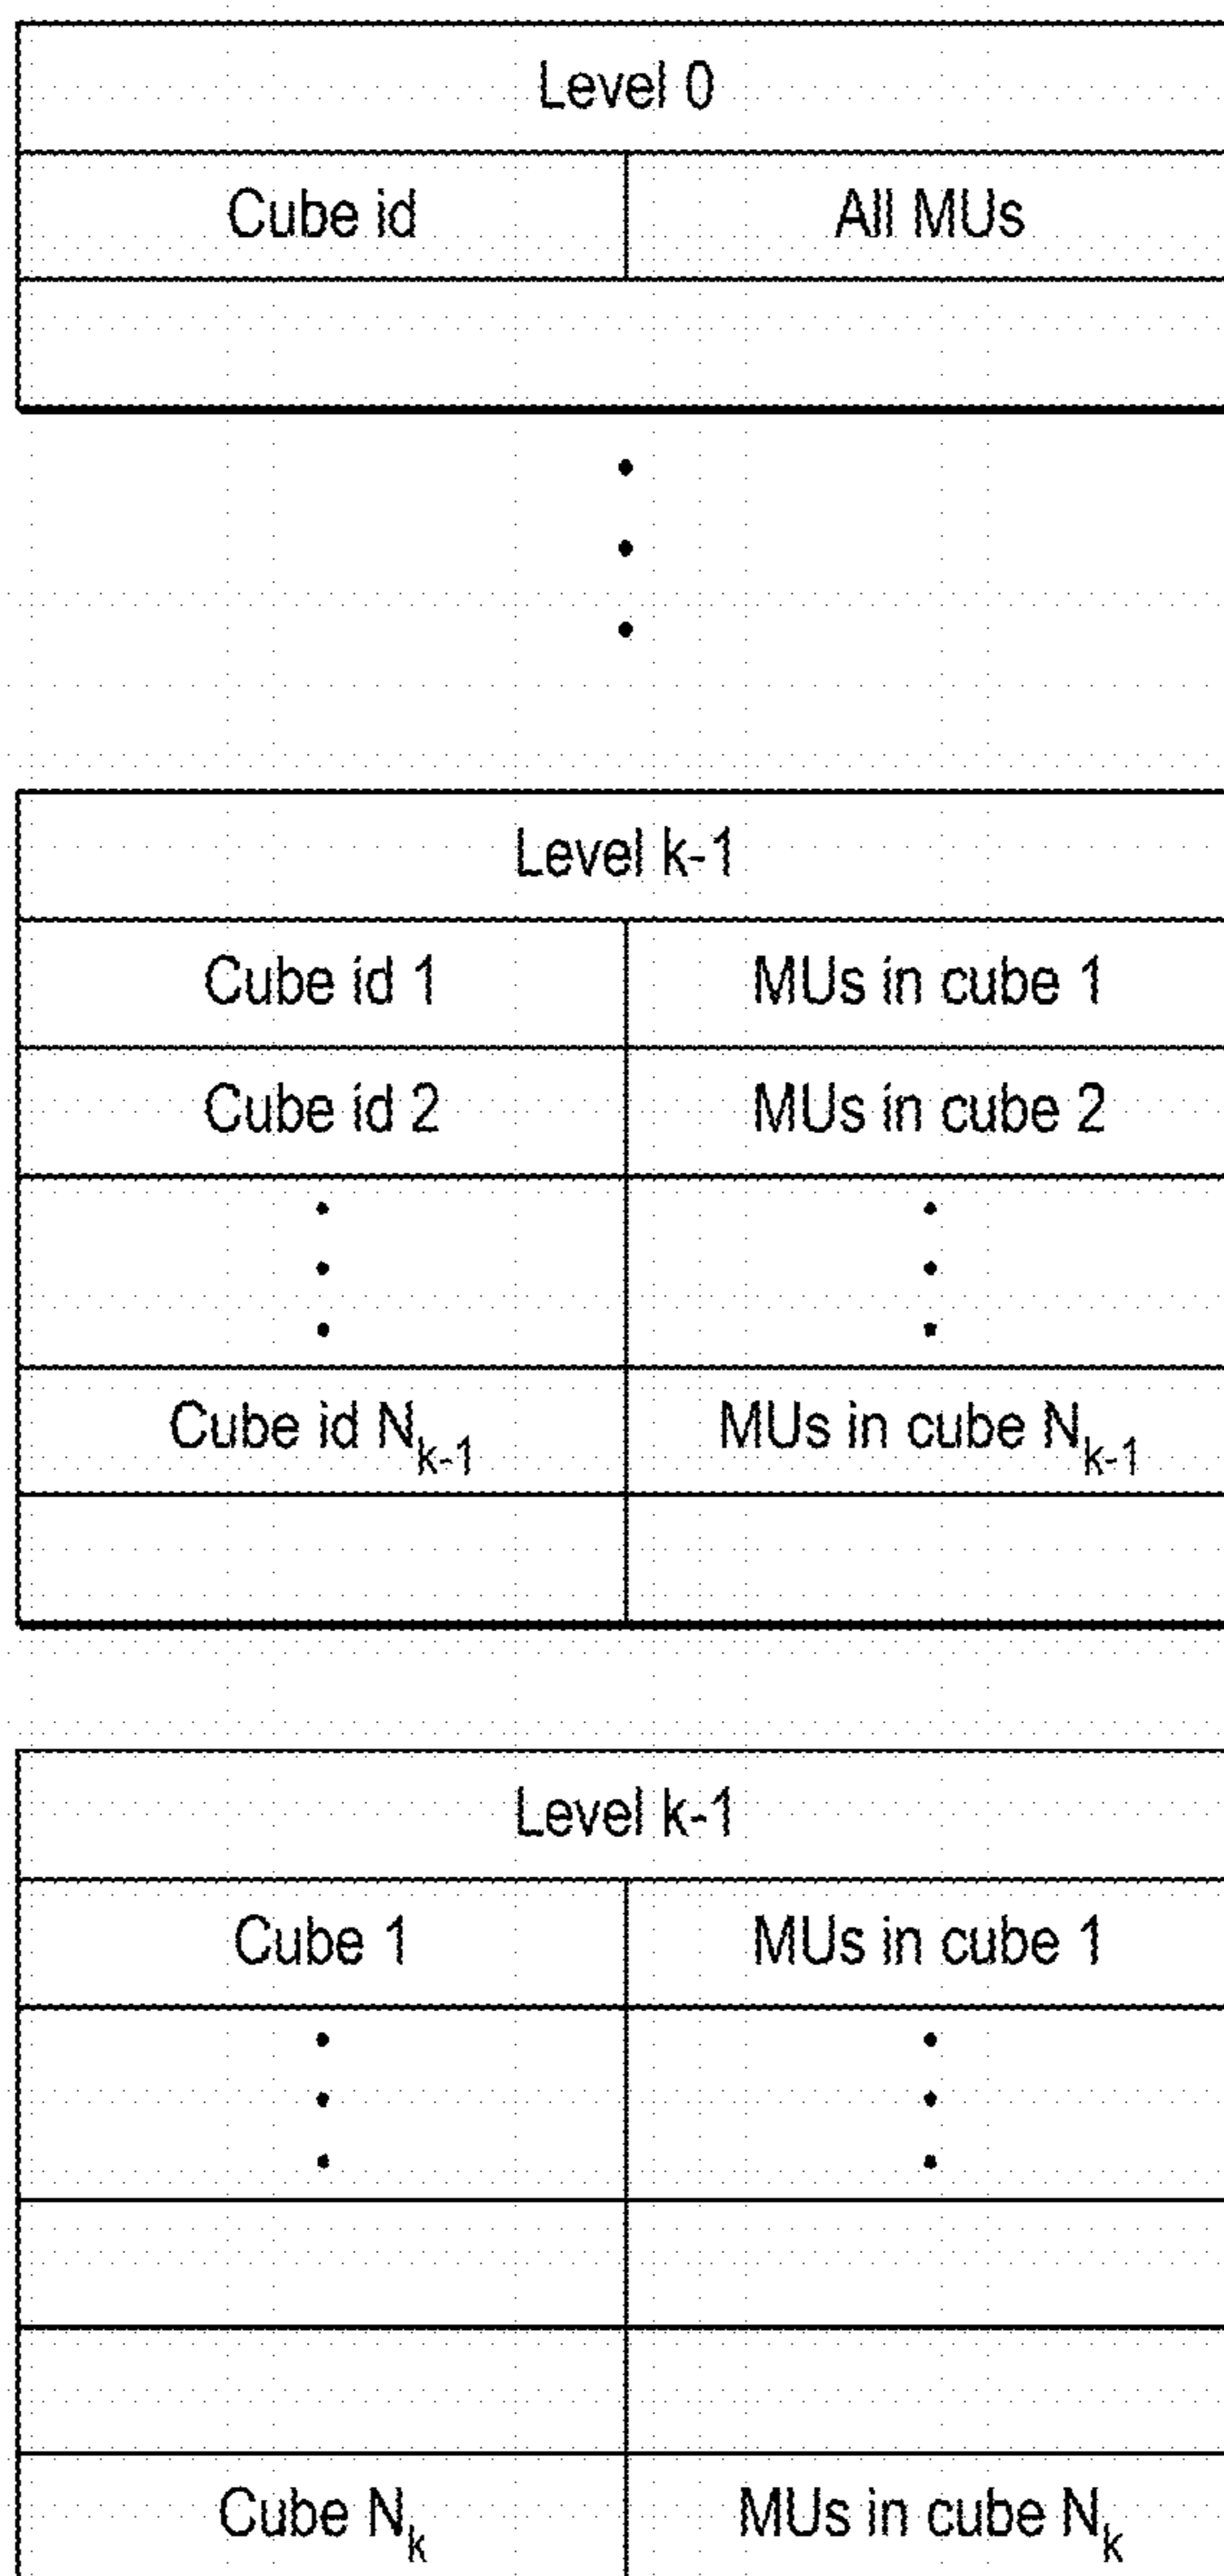 Level 0
Cube id All MUs
Level k-1
Cube id 1 MUs in cube 1
Cube id 2 MUs in cube 2
Cube id N_{k-1} MUs in cube N_{k-1}
Level k-1
Cube 1 MUs in cube 1
Cube N_k MUs in cube N_k